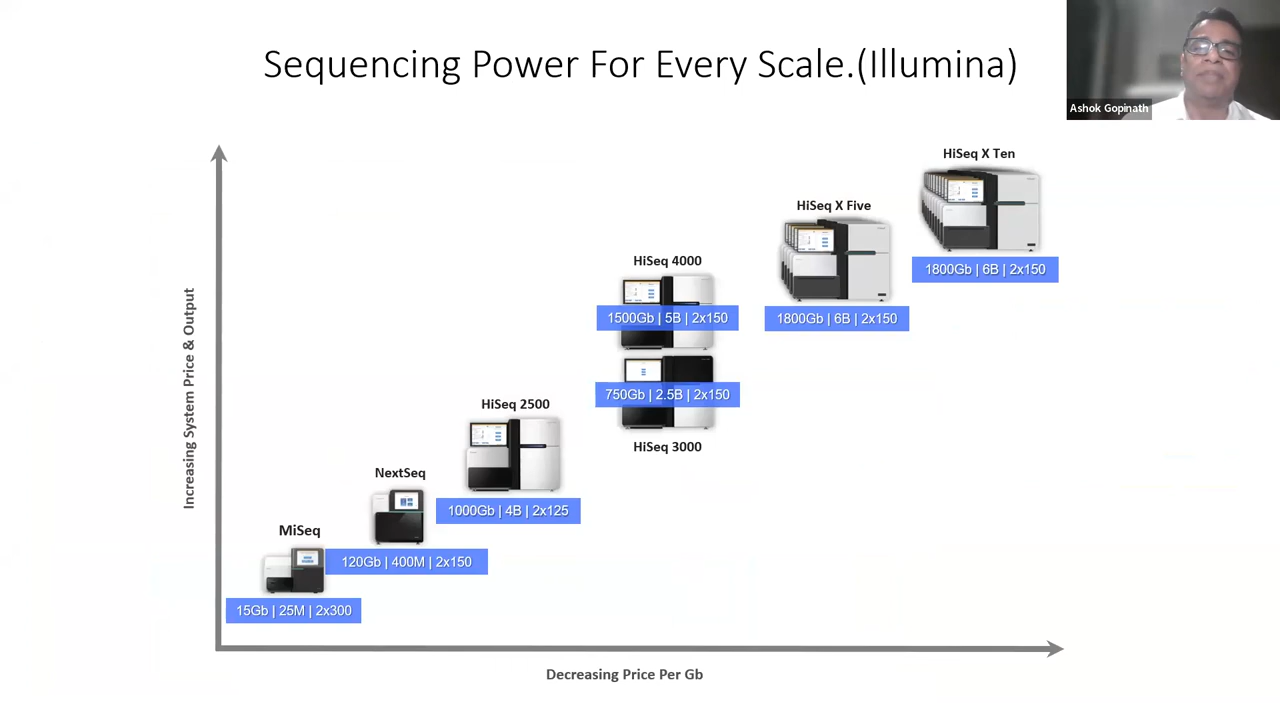 Sequencing Power For Every Scale.(Illumina)
Ashok Gopinath
HiSeq X Ten
1800Gb | 6B | 2x150
HiSeq X Five
1800Gb | 6B | 2x150
HiSeq 4000
1500Gb | 5B | 2x150
750Gb | 2.5B | 2x150
HiSeq 3000
HiSeq 2500
1000Gb | 4B | 2x125
NextSeq
120Gb | 400M | 2x150
MiSeq
15Gb | 25M | 2x300
Increasing System Price & Output
Decreasing Price Per Gb